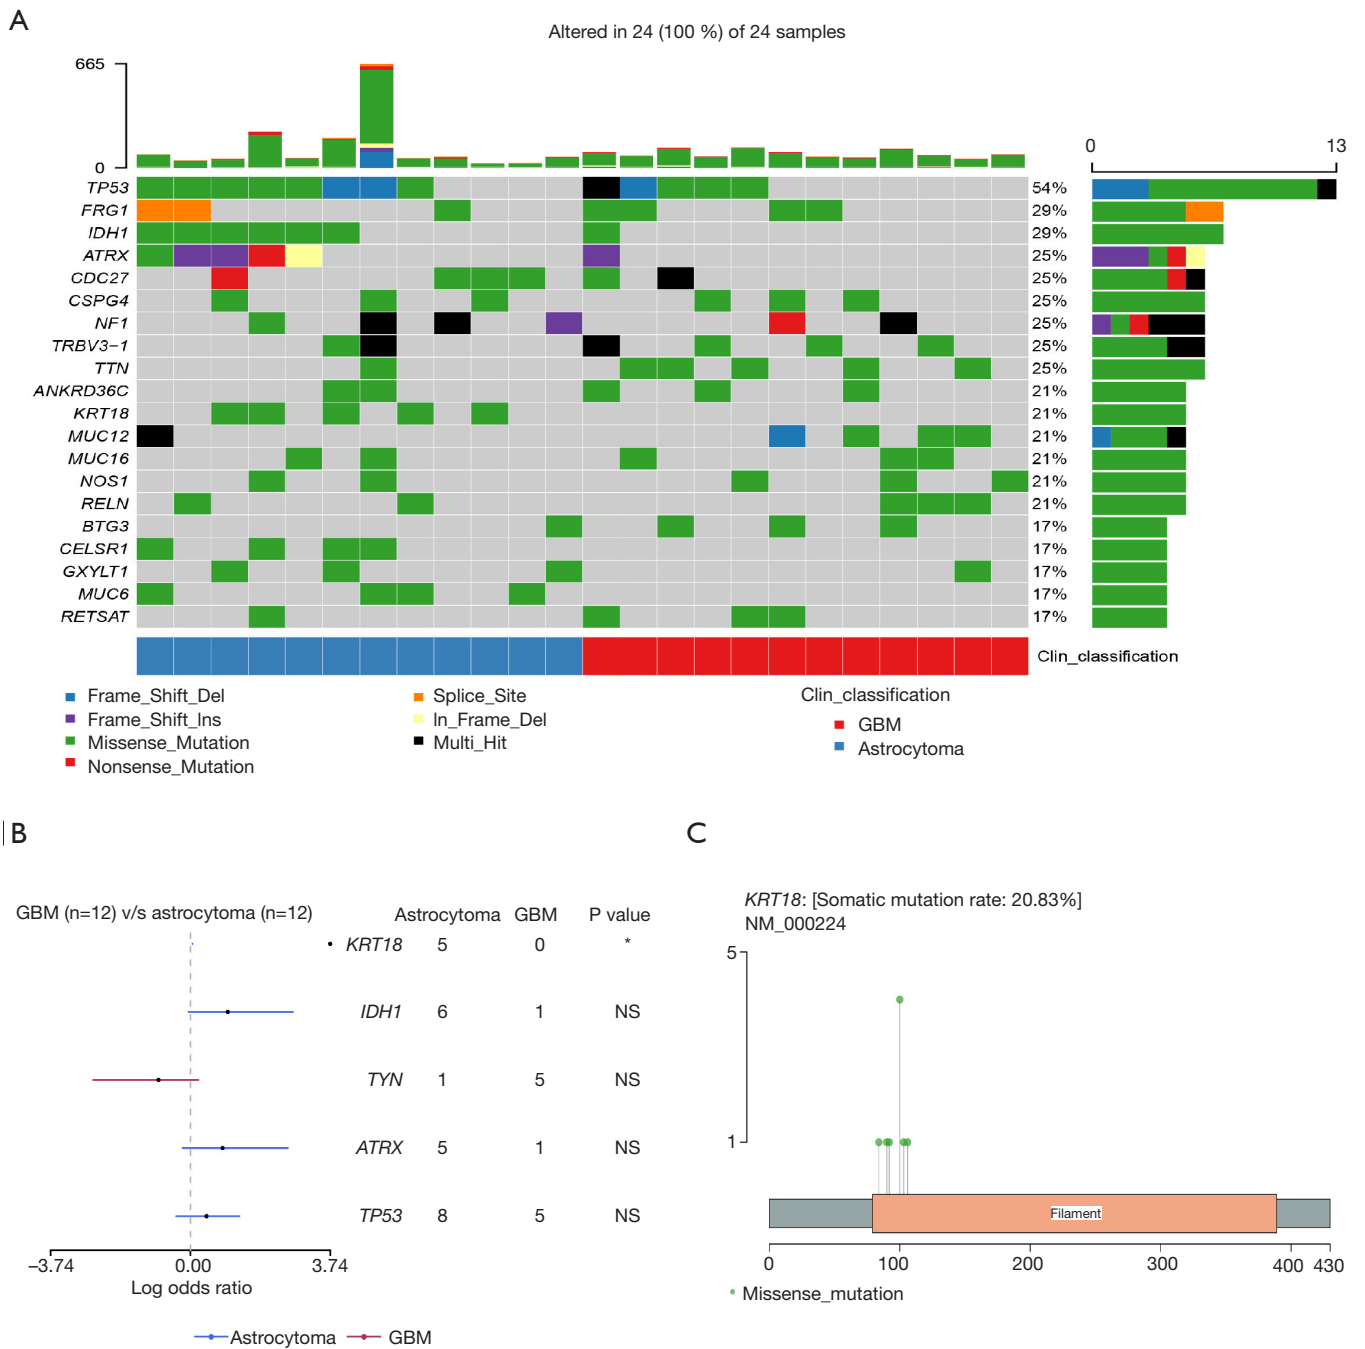 A
Altered in 24 (100 %) of 24 samples
665
0
0 13
TP53 54%
FRG1 29%
IDH1 29%
ATRX 25%
CDC27 25%
CSPG4 25%
NF1 25%
TRBV3−1 25%
TTN 25%
ANKRD36C 21%
KRT18 21%
MUC12 21%
MUC16 21%
NOS1 21%
RELN 21%
BTG3 17%
CELSR1 17%
GXYLT1 17%
MUC6 17%
RETSAT 17%
Clin_classification
Frame_Shift_Del Splice_Site Clin_classification
Frame_Shift_Ins In_Frame_Del GBM
Missense_Mutation Multi_Hit Astrocytoma
Nonsense_Mutation
B
GBM (n=12) v/s astrocytoma (n=12) Astrocytoma GBM P value
KRT18 5 0 *
IDH1 6 1 NS
TYN 1 5 NS
ATRX 5 1 NS
TP53 8 5 NS
−3.74 0.00 3.74
Log odds ratio
Astrocytoma GBM
C
KRT18: [Somatic mutation rate: 20.83%]
NM_000224
5
1
Filament
0 100 200 300 400 430
Missense_mutation